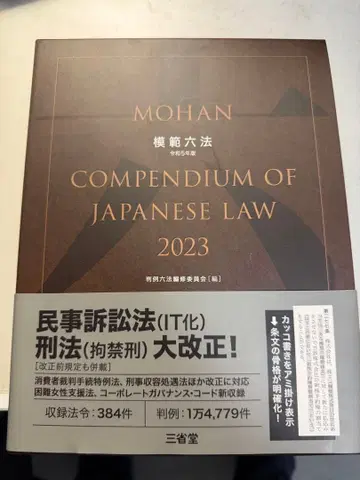 MOHAN
模範六法
令和5年度
COMPENDIUM OF
JAPANESE LAW
2023
判例六法編修委員会[編]
民事訴訟法(IT化)
刑法(拘禁刑)大改正!
[改正前規定も併載]
消費者裁判手続特例法、刑事収容処遇法ほか改正に対応
困難女性支援法、コーポレートガバナンス・コード新収録
収録法令:384件 判例:1万4,779件
三省堂
カッコ書きをアミ掛け表示
↓条文の骨格が明確化!